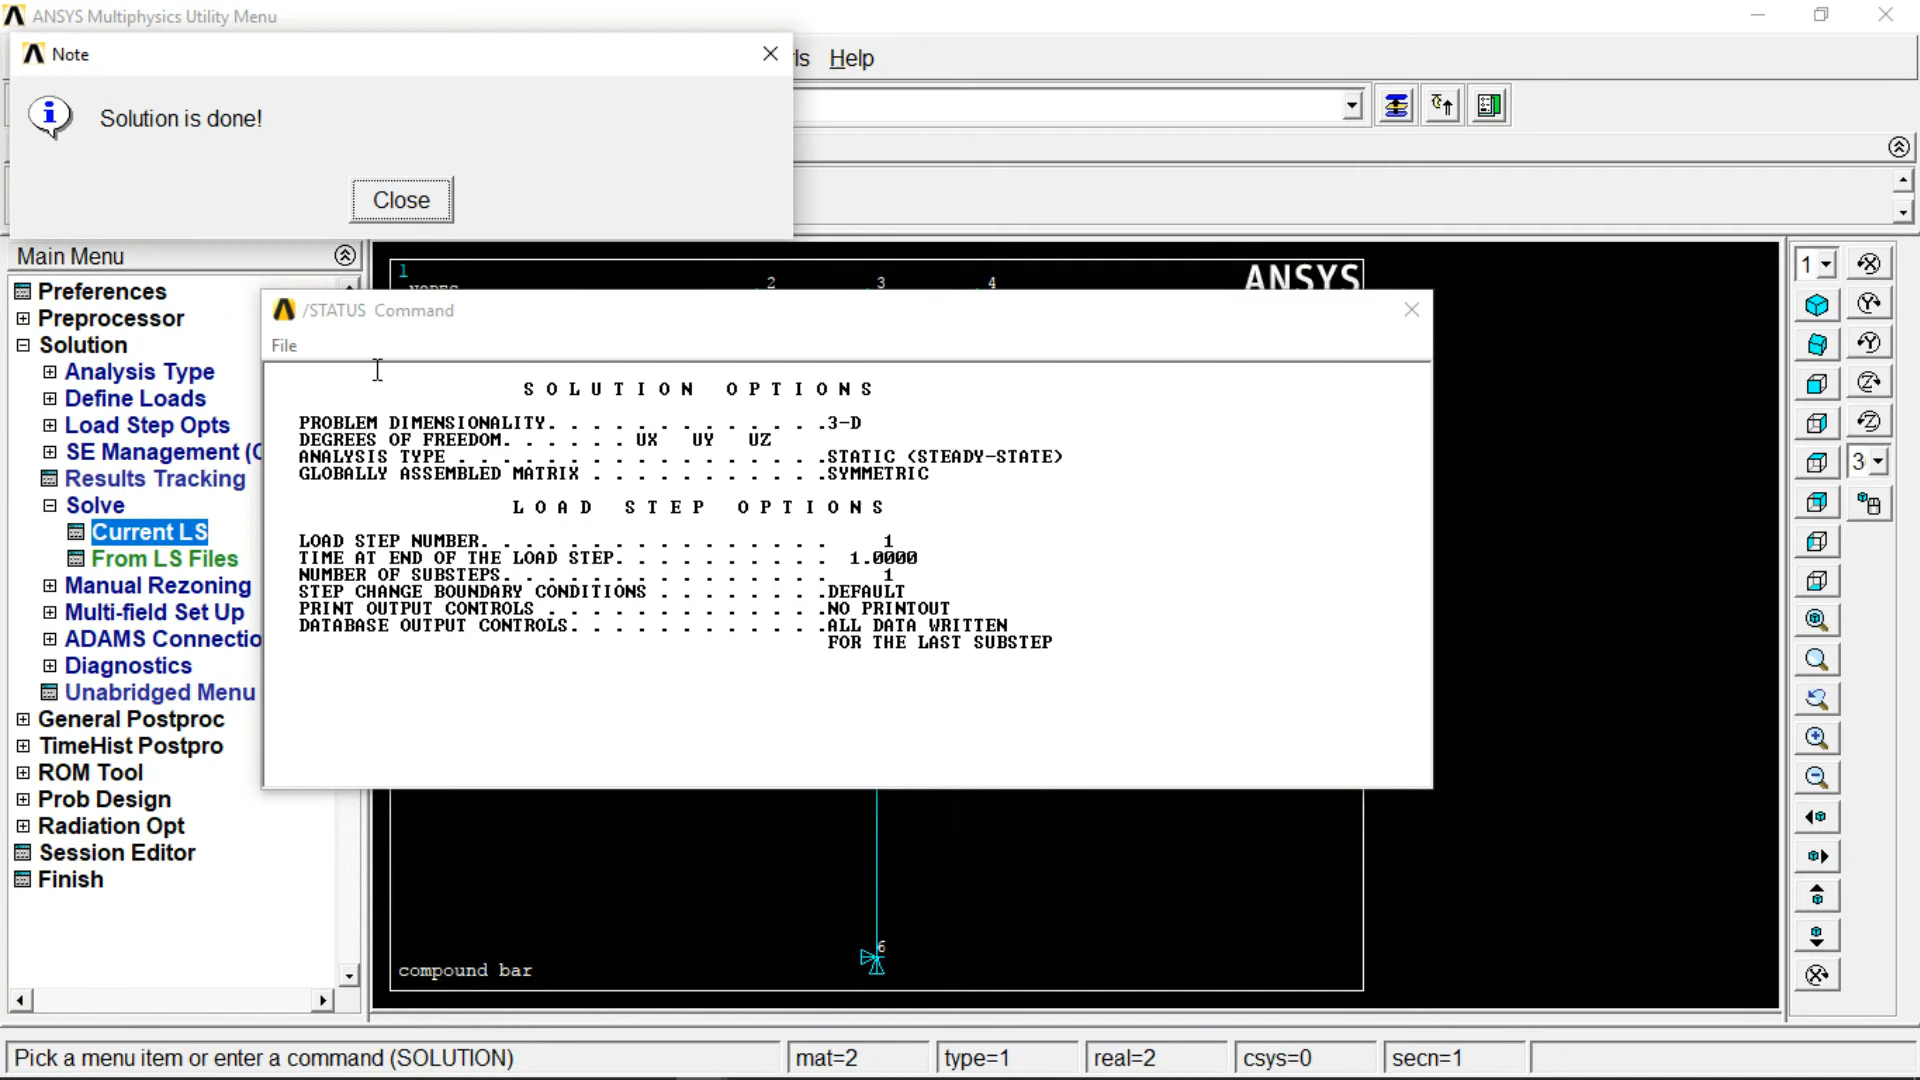 ANSYS Multiphysics Utility Menu
Note
ls Help
Solution is done!
Close
Main Menu
Preferences
Preprocessor
Solution
Analysis Type
Define Loads
Load Step Opts
SE Management (C
Results Tracking
Solve
Current LS
From LS Files
Manual Rezoning
Multi-field Set Up
ADAMS Connectio
Diagnostics
Unabridged Menu
General Postproc
TimeHist Postpro
ROM Tool
Prob Design
Radiation Opt
Session Editor
Finish
1
NODES
2 3 4
ANSYS
/STATUS Command
File
S O L U T I O N   O P T I O N S
PROBLEM DIMENSIONALITY. . . . . . . . . . . . .3-D
DEGREES OF FREEDOM. . . . . . UX   UY   UZ
ANALYSIS TYPE . . . . . . . . . . . . . . . . .STATIC (STEADY-STATE)
GLOBALLY ASSEMBLED MATRIX . . . . . . . . . . .SYMMETRIC
L O A D   S T E P   O P T I O N S
LOAD STEP NUMBER. . . . . . . . . . . . . . . .     1
TIME AT END OF THE LOAD STEP. . . . . . . . . .  1.0000
NUMBER OF SUBSTEPS. . . . . . . . . . . . . . .     1
STEP CHANGE BOUNDARY CONDITIONS . . . . . . . .DEFAULT
PRINT OUTPUT CONTROLS . . . . . . . . . . . . .NO PRINTOUT
DATABASE OUTPUT CONTROLS. . . . . . . . . . . .ALL DATA WRITTEN
FOR THE LAST SUBSTEP
6
compound bar
1
3
Pick a menu item or enter a command (SOLUTION)
mat=2
type=1
real=2
csys=0
secn=1